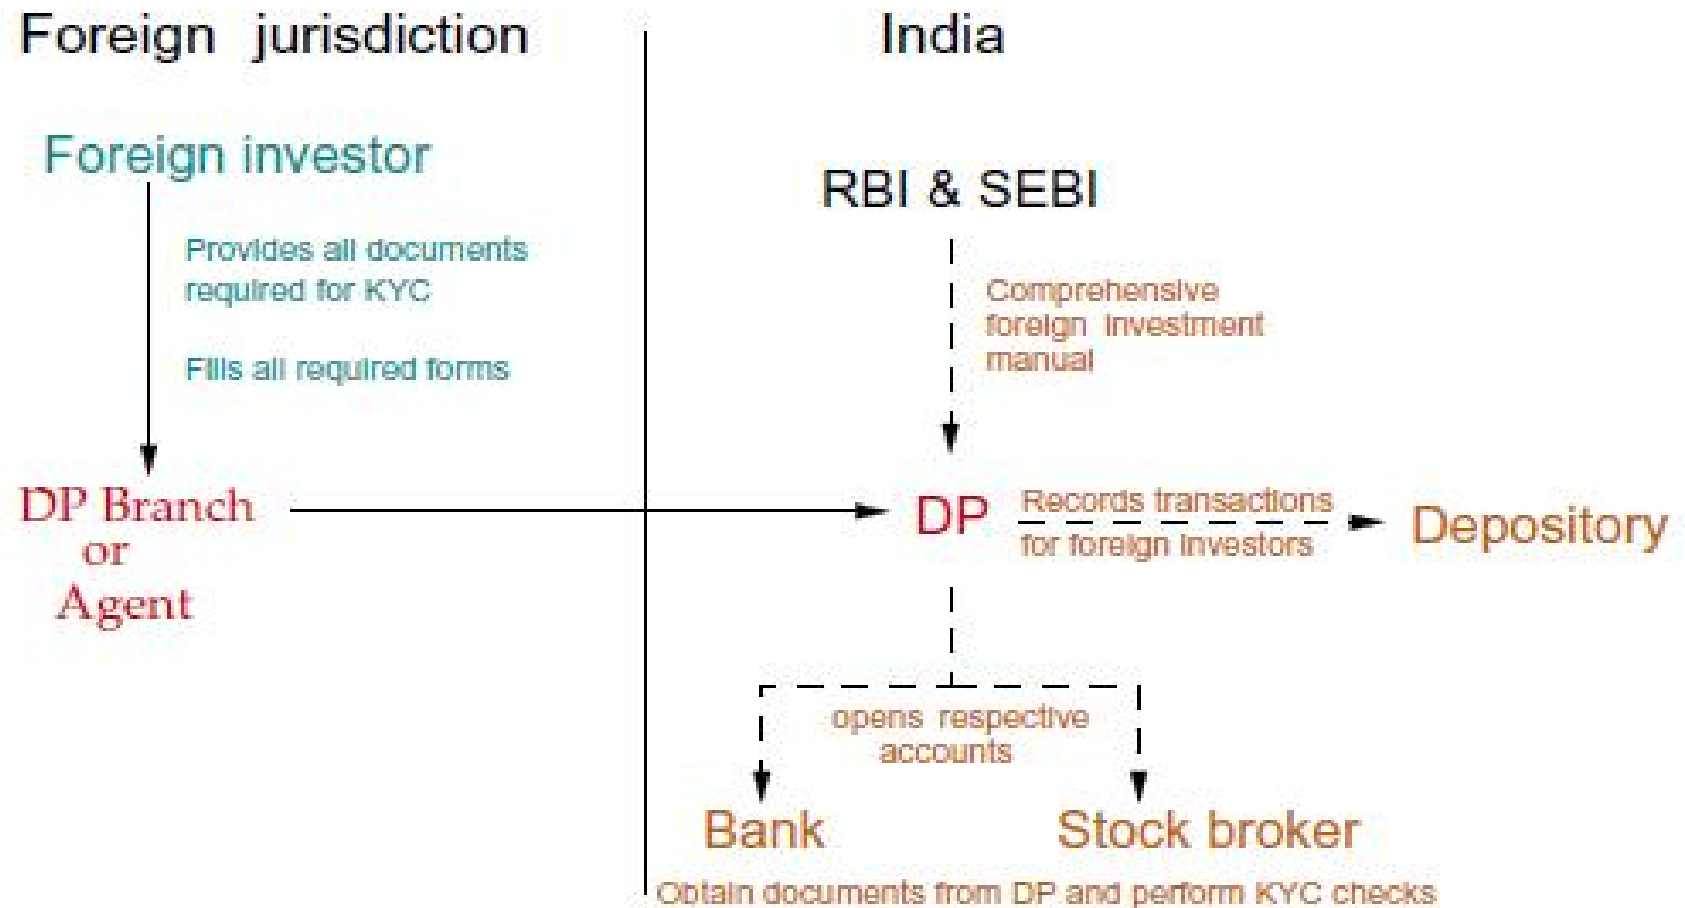 Foreign jurisdiction
India
Foreign investor
RBI & SEBI
Provides all documents
required for KYC
Fills all required forms
Comprehensive
foreign investment
manual
DP Branch
or
Agent
DP
Records transactions
for foreign investors
Depository
opens respective
accounts
Bank
Stock broker
Obtain documents from DP and perform KYC checks